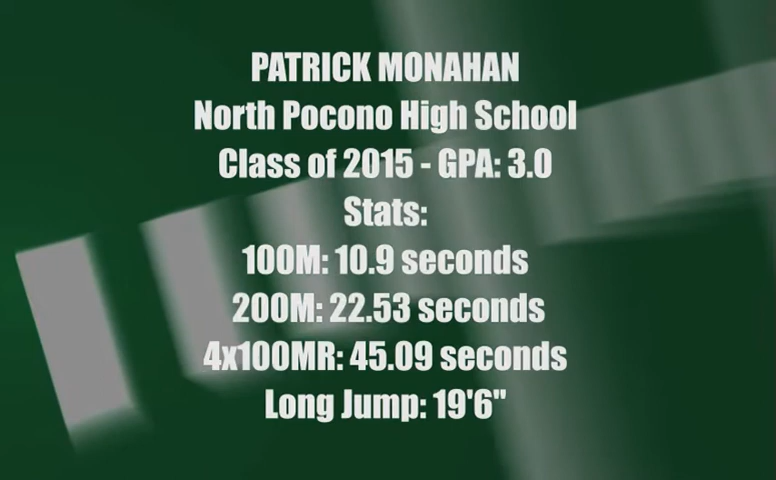 PATRICK MONAHAN
North Pocono High School
Class of 2015 - GPA: 3.0
Stats:
100M: 10.9 seconds
200M: 22.53 seconds
4x100MR: 45.09 seconds
Long Jump: 19'6"